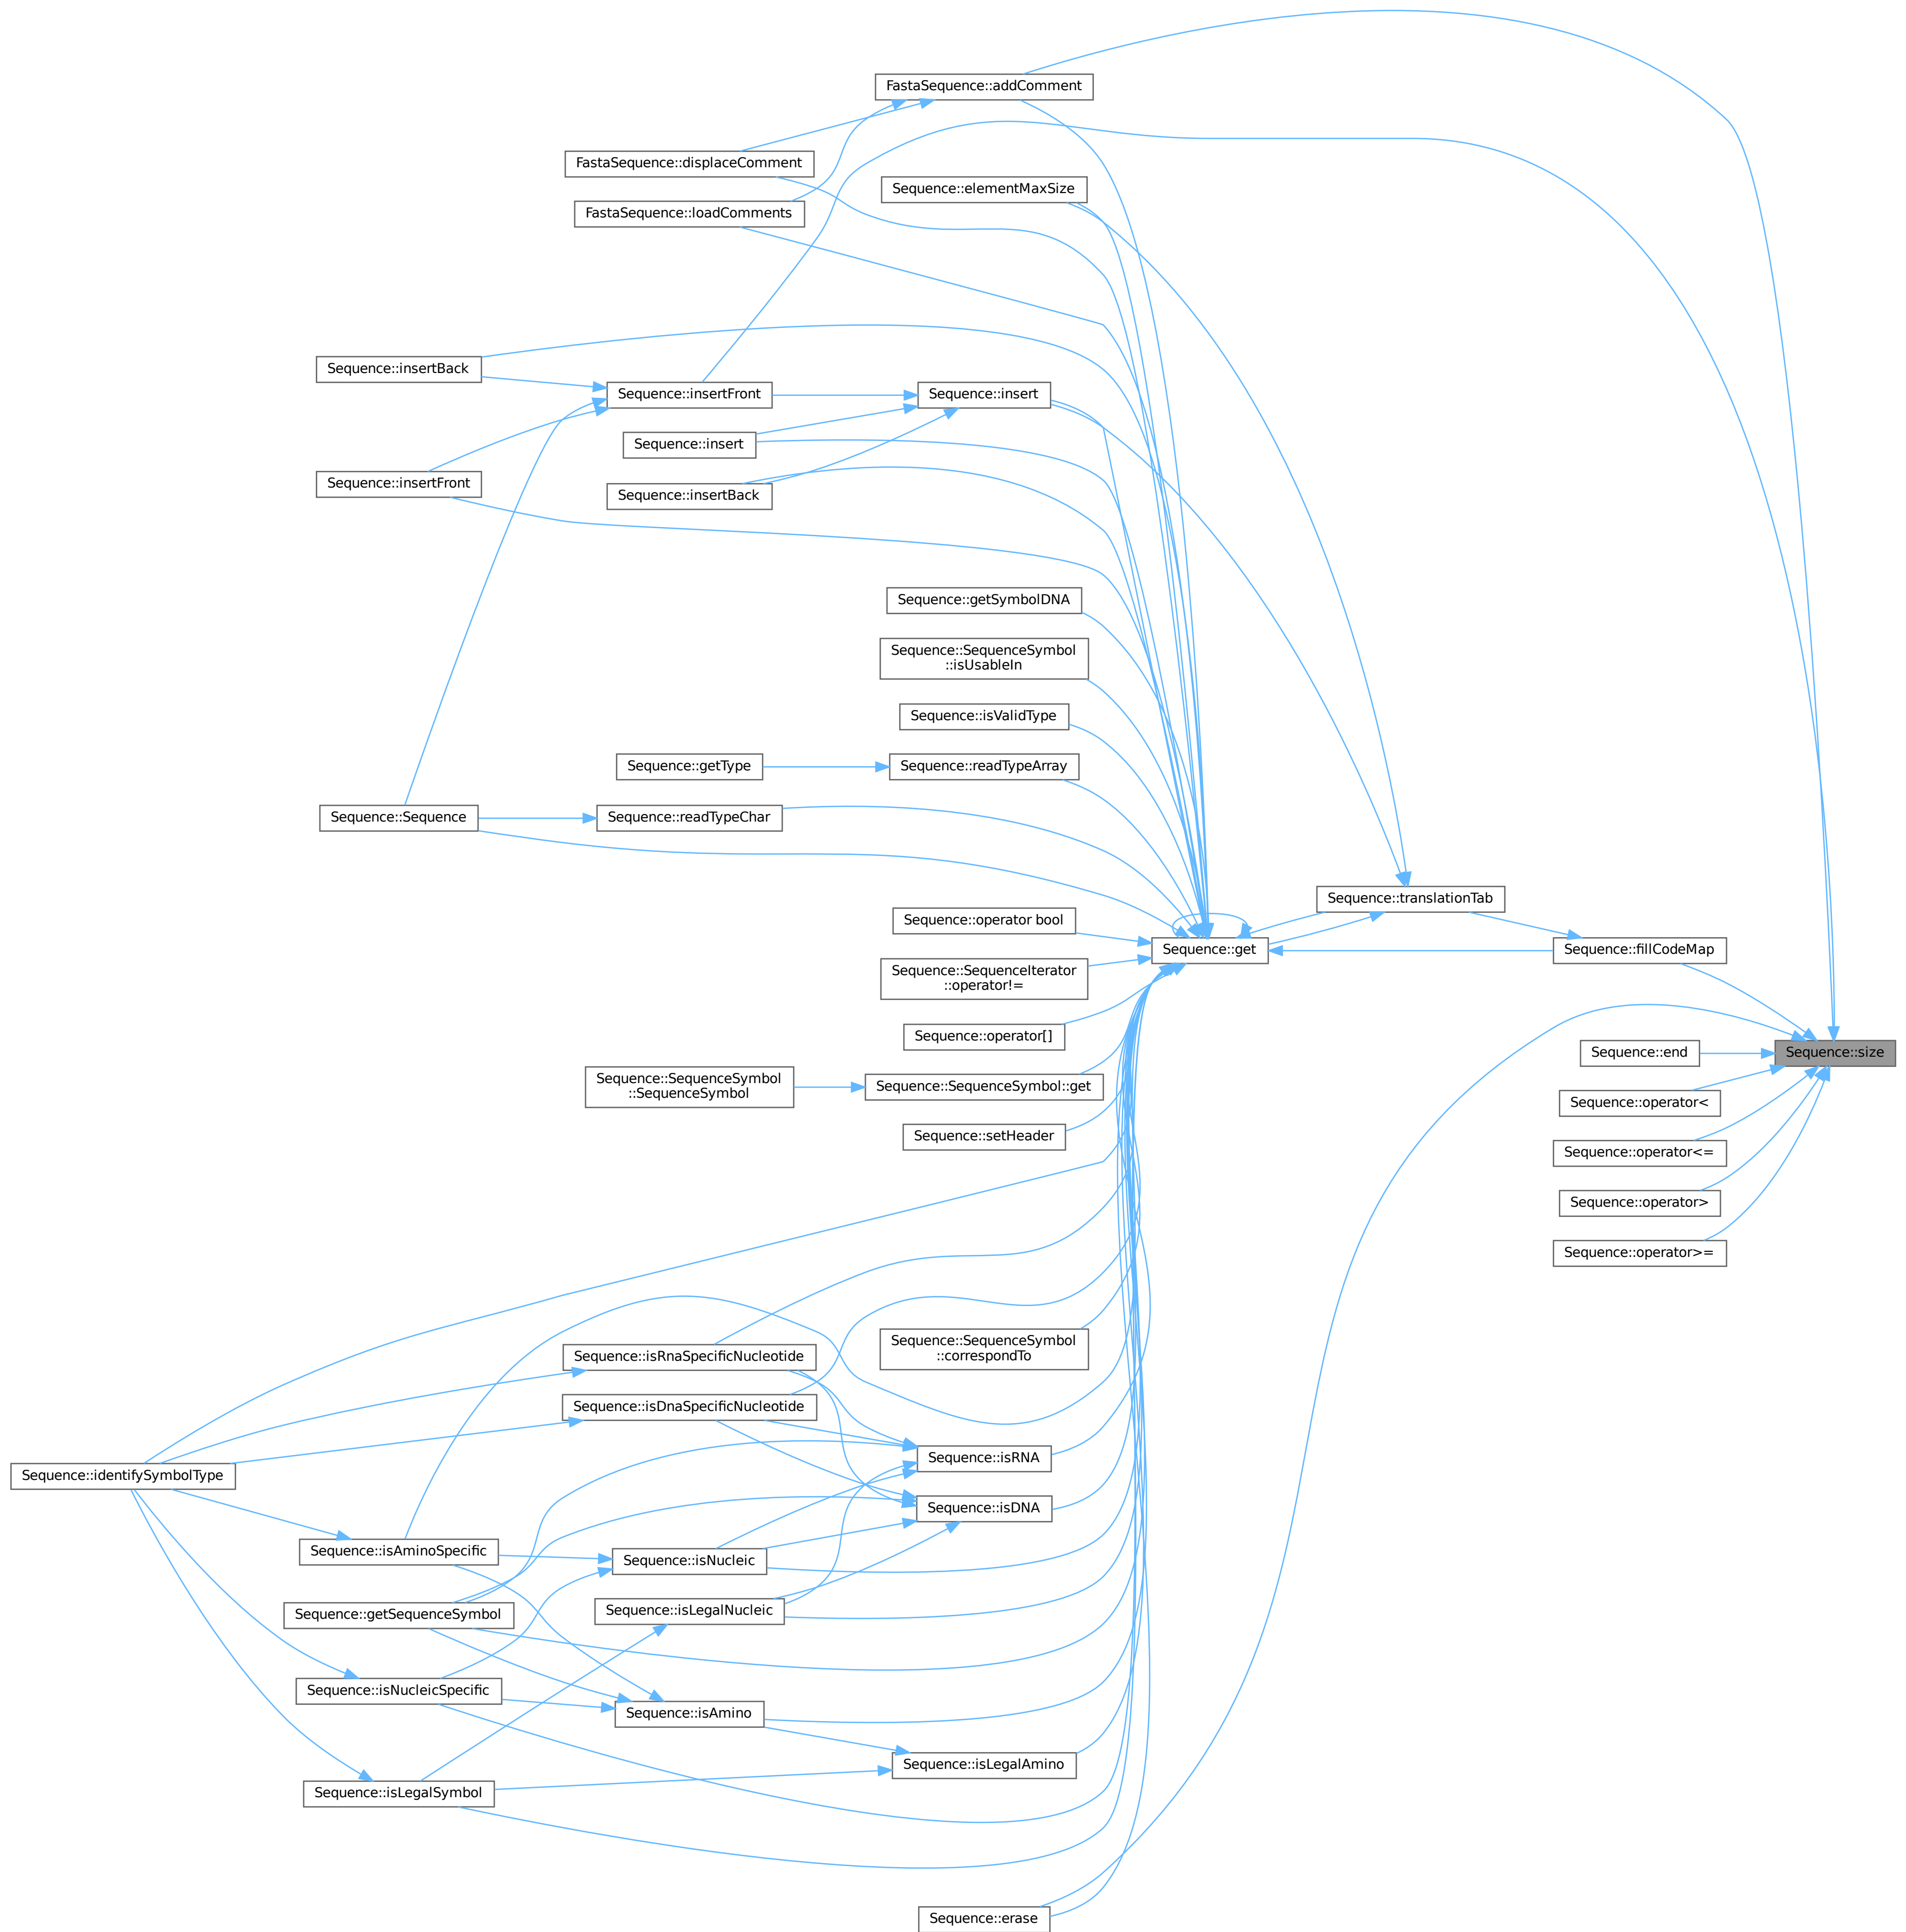 FastaSequence::addComment
FastaSequence::displaceComment
Sequence::elementMaxSize
FastaSequence::loadComments
Sequence::insertBack
Sequence::insertFront
Sequence::insert
Sequence::insert
Sequence::insertFront
Sequence::insertBack
Sequence::getSymbolDNA
Sequence::SequenceSymbol
::isUsableIn
Sequence::isValidType
Sequence::getType
Sequence::readTypeArray
Sequence::Sequence
Sequence::readTypeChar
Sequence::translationTab
Sequence::operator bool
Sequence::get
Sequence::fillCodeMap
Sequence::SequenceIterator
::operator!=
Sequence::operator[]
Sequence::end
Sequence::size
Sequence::SequenceSymbol
::SequenceSymbol
Sequence::SequenceSymbol::get
Sequence::operator<
Sequence::setHeader
Sequence::operator<=
Sequence::operator>
Sequence::operator>=
Sequence::SequenceSymbol
::correspondTo
Sequence::isRnaSpecificNucleotide
Sequence::isDnaSpecificNucleotide
Sequence::isRNA
Sequence::identifySymbolType
Sequence::isDNA
Sequence::isAminoSpecific
Sequence::isNucleic
Sequence::getSequenceSymbol
Sequence::isLegalNucleic
Sequence::isNucleicSpecific
Sequence::isAmino
Sequence::isLegalAmino
Sequence::isLegalSymbol
Sequence::erase